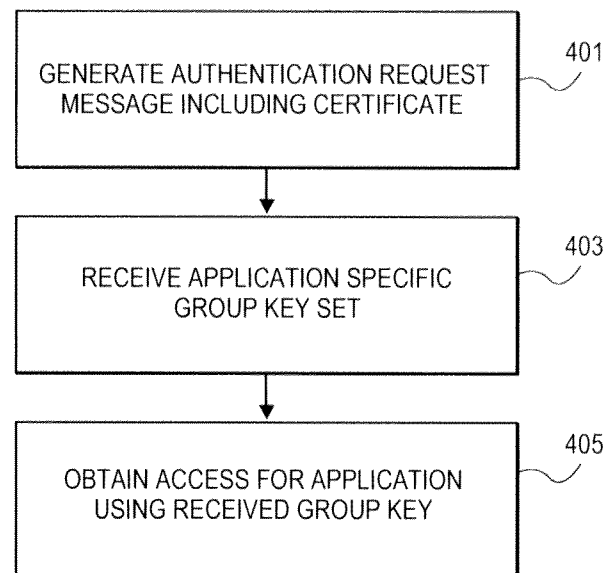 GENERATE AUTHENTICATION REQUEST
MESSAGE INCLUDING CERTIFICATE
401
RECEIVE APPLICATION SPECIFIC
GROUP KEY SET
403
OBTAIN ACCESS FOR APPLICATION
USING RECEIVED GROUP KEY
405